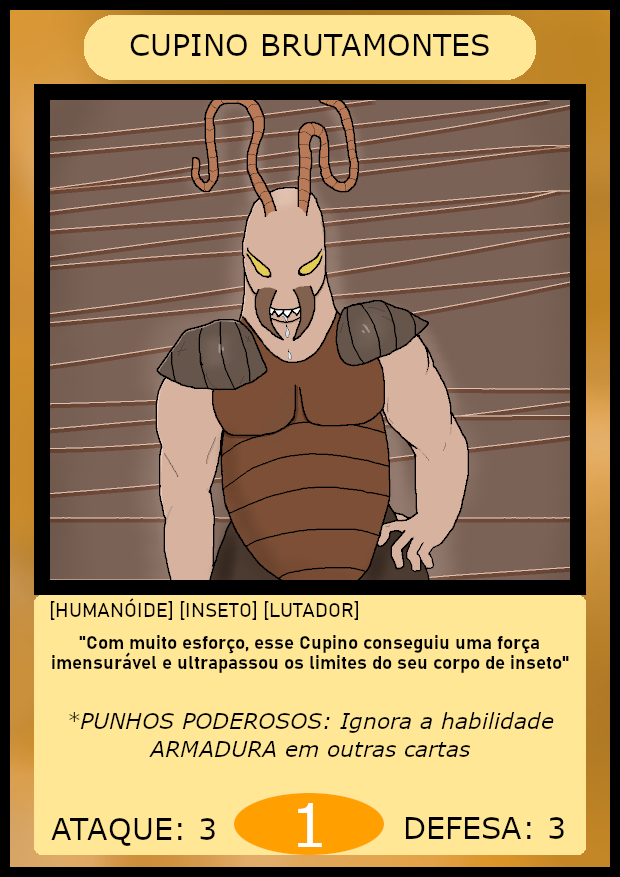 CUPINO BRUTAMONTES
[HUMANÓIDE] [INSETO] [LUTADOR]
"Com muito esforço, esse Cupino conseguiu uma força
imensurável e ultrapassou os limites do seu corpo de inseto"
*PUNHOS PODEROSOS: Ignora a habilidade
ARMADURA em outras cartas
ATAQUE: 3 1 DEFESA: 3